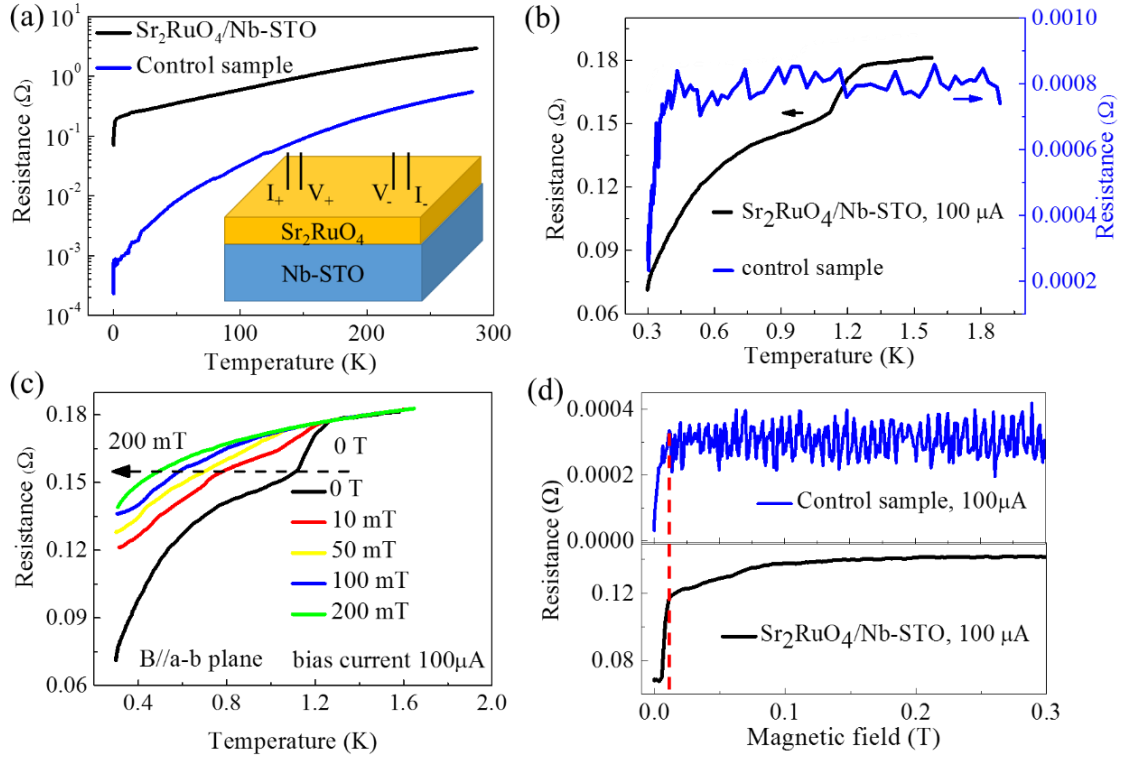 (a)
Resistance (Ω)
10^1
10^0
10^-1
10^-2
10^-3
10^-4
Sr2RuO4/Nb-STO
Control sample
I+ V+ V- I-
Sr2RuO4
Nb-STO
0 100 200 300
Temperature (K)
(b)
Resistance (Ω)
0.18
0.15
0.12
0.09
0.06
Sr2RuO4/Nb-STO, 100 μA
control sample
0.0010
0.0008
0.0006
0.0004
0.0002
Resistance (Ω)
0.3 0.6 0.9 1.2 1.5 1.8
Temperature (K)
(c)
Resistance (Ω)
0.18
0.15
0.12
0.09
0.06
200 mT
0 T
0 T
10 mT
50 mT
100 mT
200 mT
B//a-b plane bias current 100μA
0.4 0.8 1.2 1.6 2.0
Temperature (K)
(d)
Resistance (Ω)
0.0004
0.0002
0.0000
Control sample, 100μA
0.12
0.08
Sr2RuO4/Nb-STO, 100 μA
0.0 0.1 0.2 0.3
Magnetic field (T)